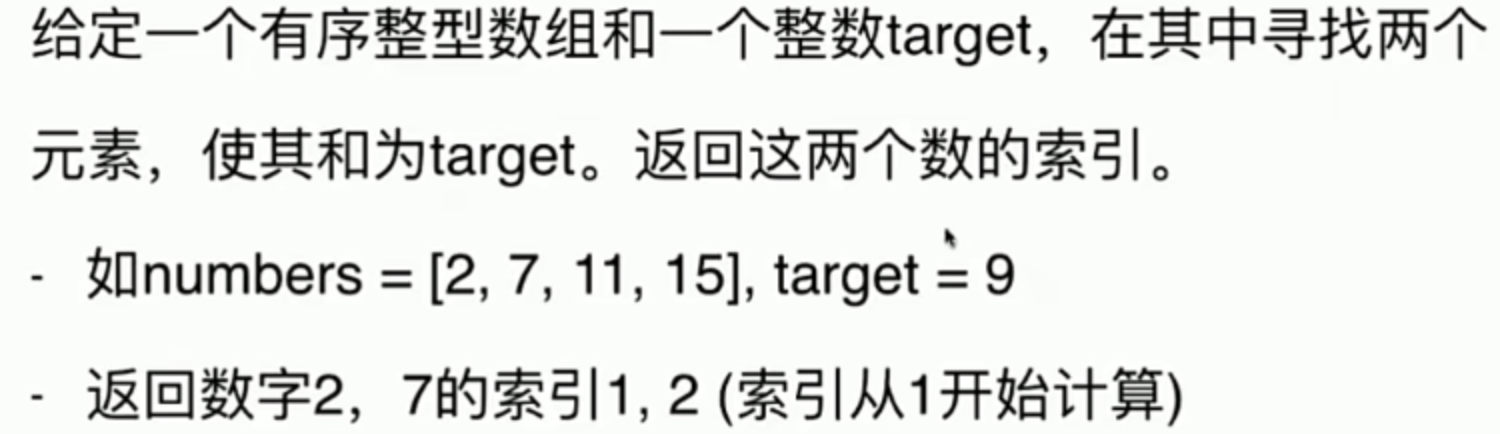 给定一个有序整型数组和一个整数target，在其中寻找两个
元素，使其和为target。返回这两个数的索引。
- 如numbers = [2, 7, 11, 15], target = 9
- 返回数字2，7的索引1, 2 (索引从1开始计算)